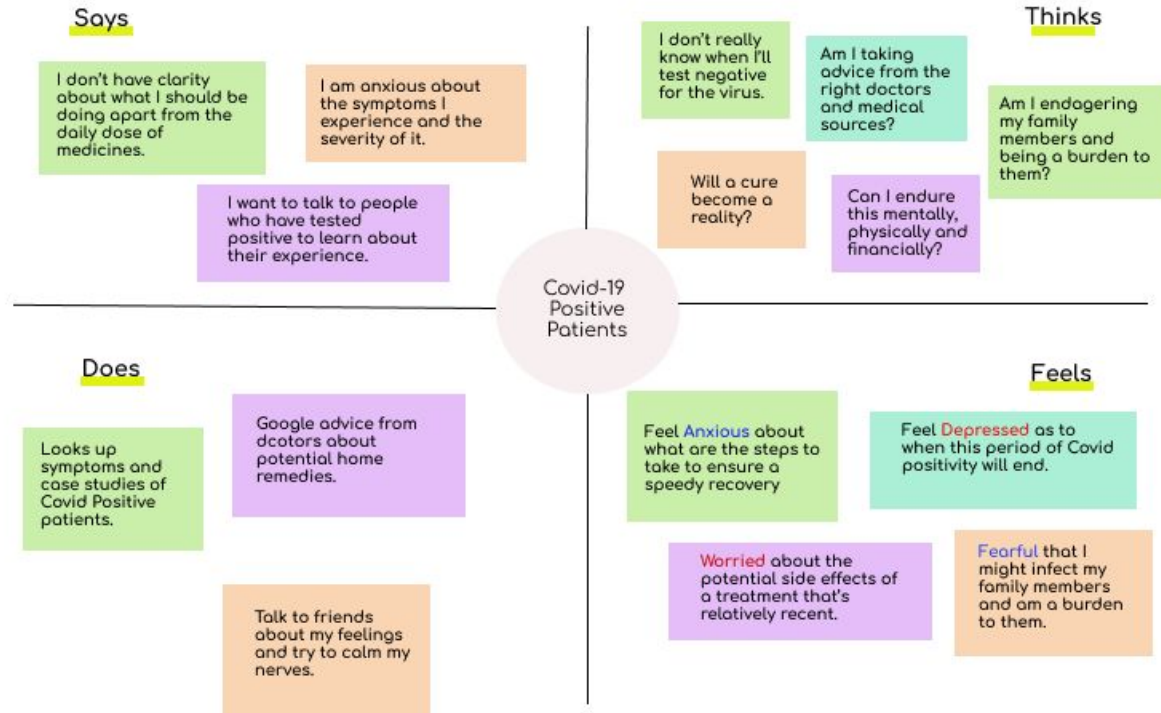 Says
I don't have clarity
about what I should be
doing apart from the
daily dose of
medicines.
I am anxious about
the symptoms I
experience and the
severity of it.
I want to talk to people
who have tested
positive to learn about
their experience.
Thinks
I don't really
know when I'll
test negative
for the virus.
Am I taking
advice from the
right doctors
and medical
sources?
Am I endagering
my family
members and
being a burden to
them?
Will a cure
become a
reality?
Can I endure
this mentally,
physically and
financially?
Covid-19
Positive
Patients
Does
Looks up
symptoms and
case studies of
Covid Positive
patients.
Google advice from
dcotors about
potential home
remedies.
Talk to friends
about my feelings
and try to calm my
nerves.
Feels
Feel Anxious about
what are the steps to
take to ensure a
speedy recovery
Feel Depressed as to
when this period of Covid
positivity will end.
Worried about the
potential side effects of
a treatment that's
relatively recent.
Fearful that I
might infect my
family members
and am a burden
to them.